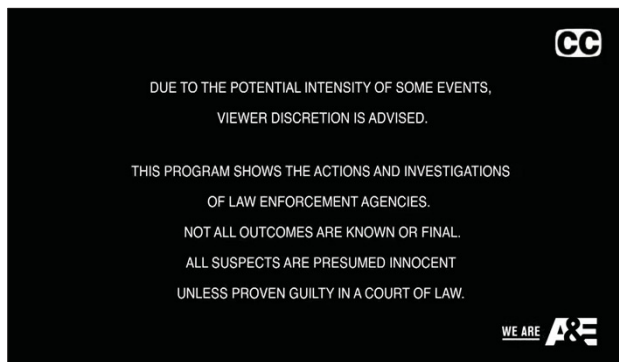 CC
DUE TO THE POTENTIAL INTENSITY OF SOME EVENTS,
VIEWER DISCRETION IS ADVISED.
THIS PROGRAM SHOWS THE ACTIONS AND INVESTIGATIONS
OF LAW ENFORCEMENT AGENCIES.
NOT ALL OUTCOMES ARE KNOWN OR FINAL.
ALL SUSPECTS ARE PRESUMED INNOCENT
UNLESS PROVEN GUILTY IN A COURT OF LAW.
WE ARE A&E